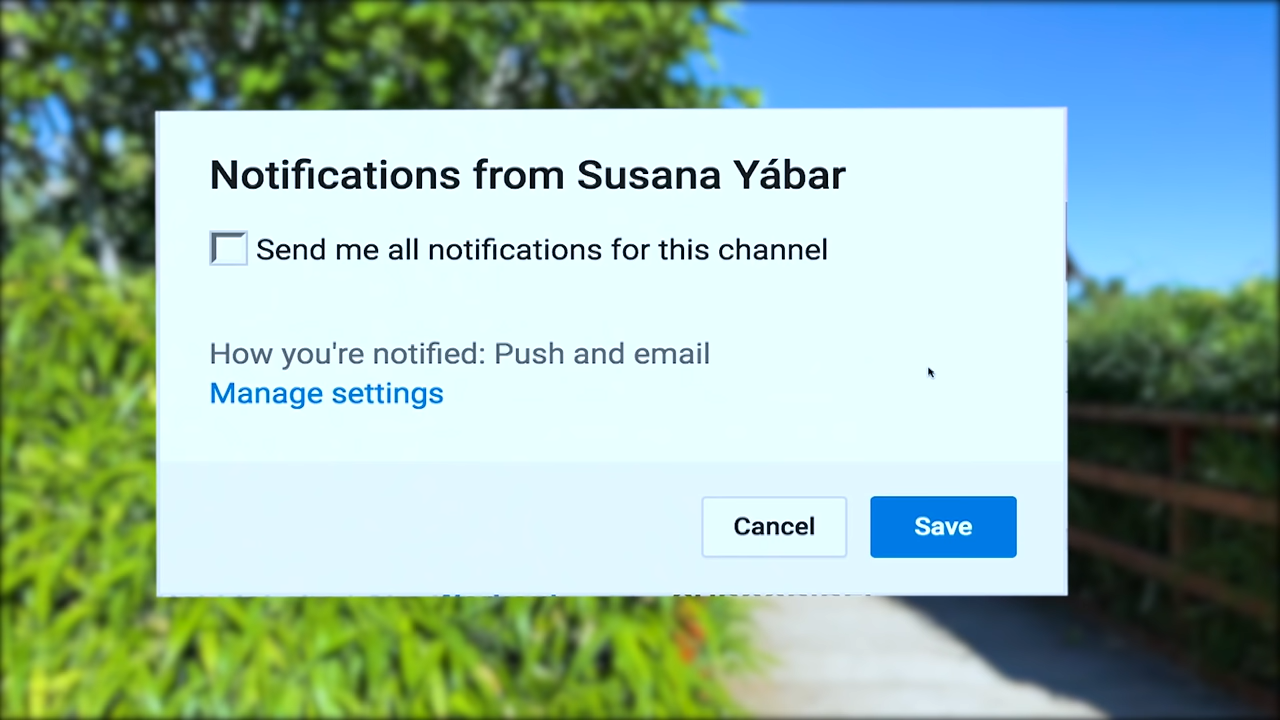 Notifications from Susana Yábar
Send me all notifications for this channel
How you're notified: Push and email
Manage settings
Cancel
Save